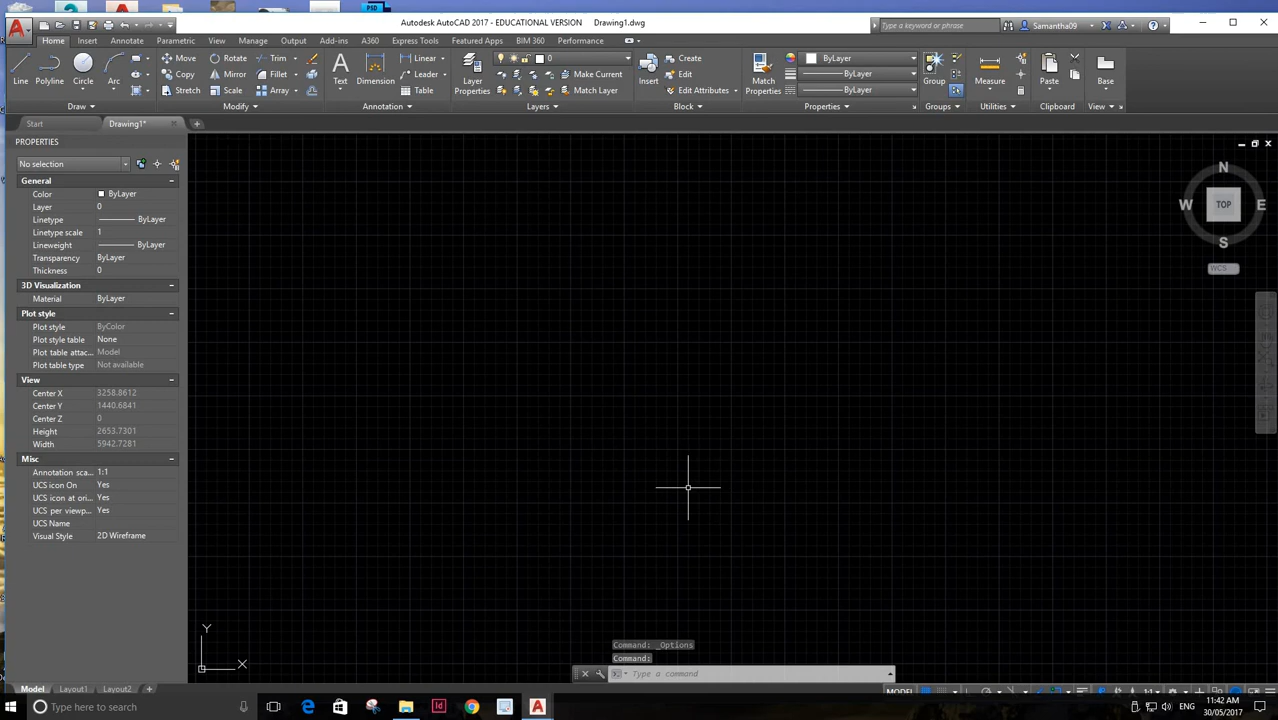 PSD
Autodesk AutoCAD 2017 - EDUCATIONAL VERSION Drawing1.dwg
Type a keyword or phrase
Samantha09
Home Insert Annotate Parametric View Manage Output Add-ins A360 Express Tools Featured Apps BIM 360 Performance
Line Polyline Circle Arc
Move Rotate Trim
Copy Mirror Fillet
Stretch Scale Array
Text Dimension
Linear
Leader
Table
Layer Properties
0
Make Current
Match Layer
Insert
Create
Edit
Edit Attributes
Match Properties
ByLayer
ByLayer
ByLayer
Group
Measure
Paste
Base
Draw Modify Annotation Layers Block Properties Groups Utilities Clipboard View
Start Drawing1*
PROPERTIES
No selection
General
Color ByLayer
Layer 0
Linetype ByLayer
Linetype scale 1
Lineweight ByLayer
Transparency ByLayer
Thickness 0
3D Visualization
Material ByLayer
Plot style
Plot style ByColor
Plot style table None
Plot table attac... Model
Plot table type Not available
View
Center X 3258.8612
Center Y 1440.6841
Center Z 0
Height 2653.7301
Width 5942.7281
Misc
Annotation sca... 1:1
UCS icon On Yes
UCS icon at ori... Yes
UCS per viewp... Yes
UCS Name
Visual Style 2D Wireframe
N
W TOP E
S
WCS
Y
X
Command: _Options
Command:
Type a command
Model Layout1 Layout2
MODEL 1:1
Type here to search
Id
ENG
11:42 AM
30/05/2017